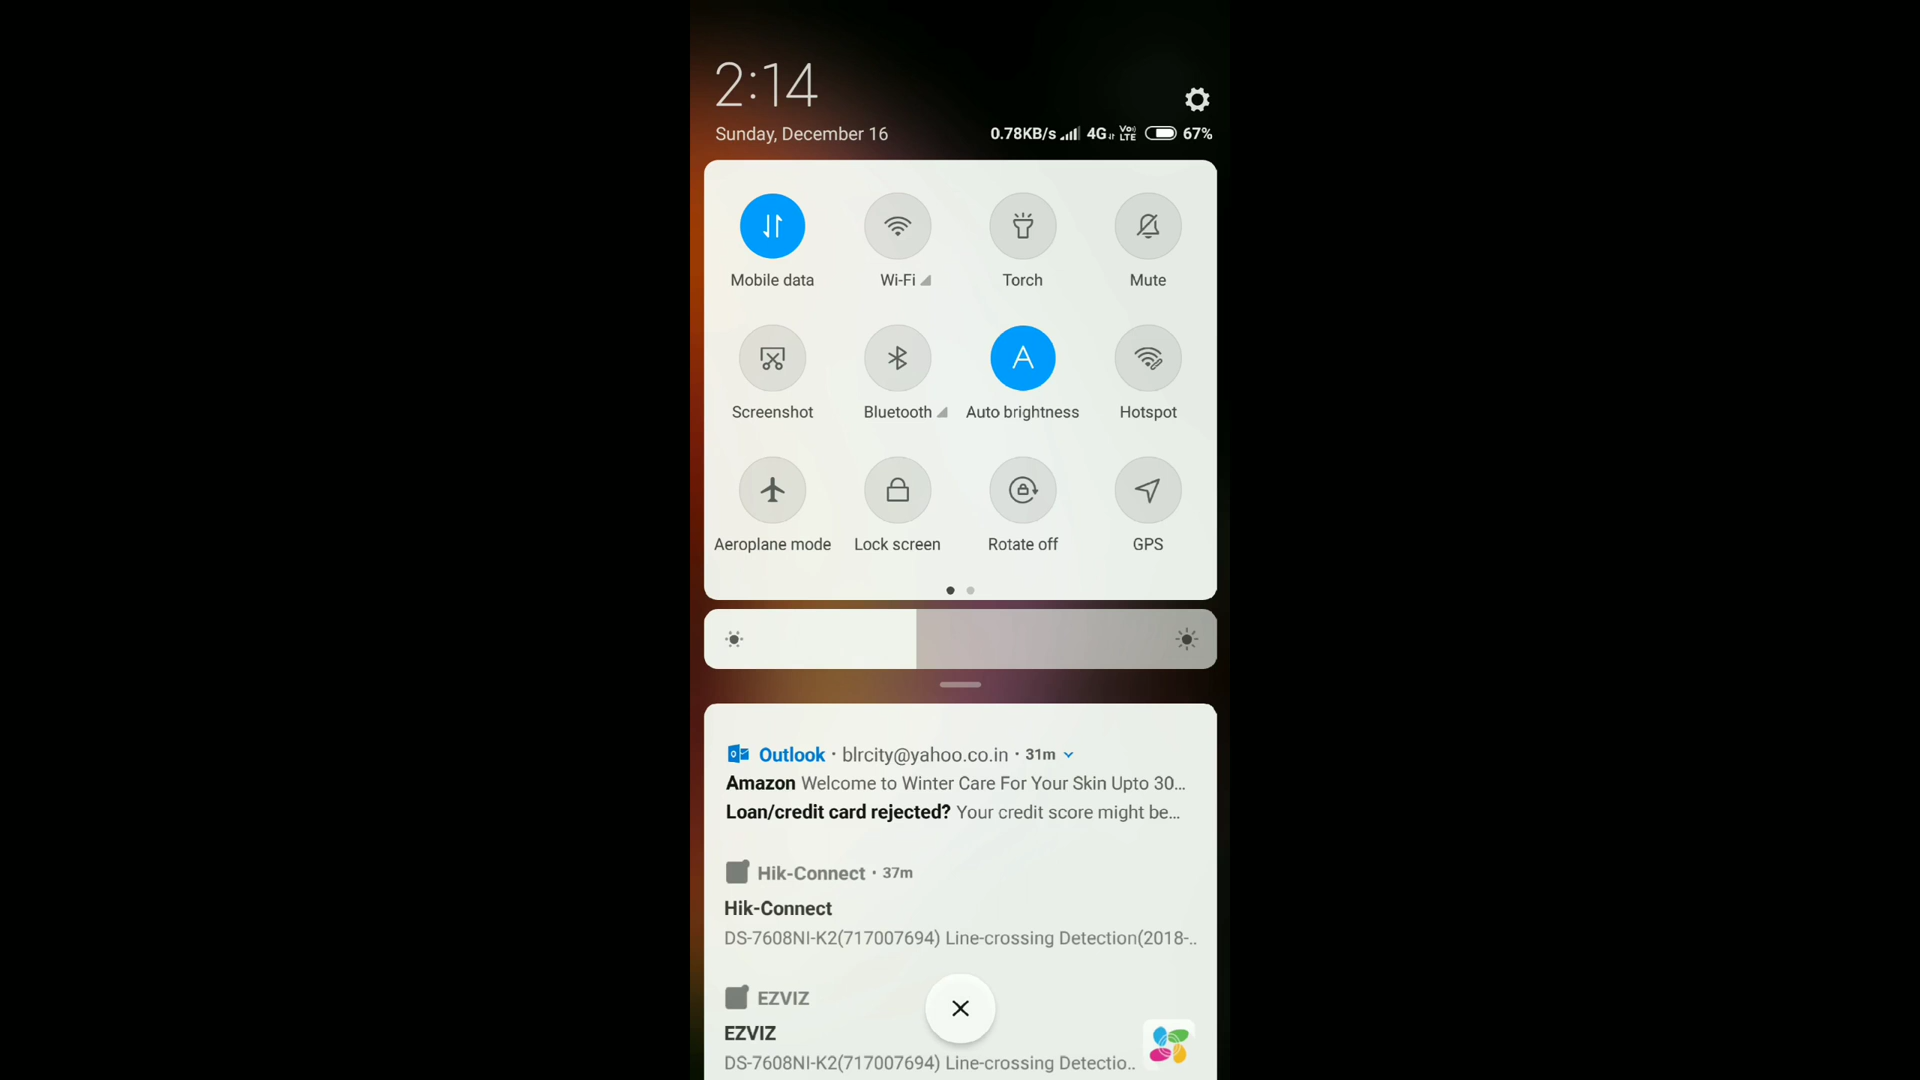 2:14
Sunday, December 16
0.78KB/s 4G Vo)) LTE 67%
Mobile data Wi-Fi Torch Mute
Screenshot Bluetooth Auto brightness Hotspot
Aeroplane mode Lock screen Rotate off GPS
Outlook · blrcity@yahoo.co.in · 31m
Amazon Welcome to Winter Care For Your Skin Upto 30...
Loan/credit card rejected? Your credit score might be...
Hik-Connect · 37m
Hik-Connect
DS-7608NI-K2(717007694) Line-crossing Detection(2018-..
EZVIZ
EZVIZ
DS-7608NI-K2(717007694) Line-crossing Detectio..